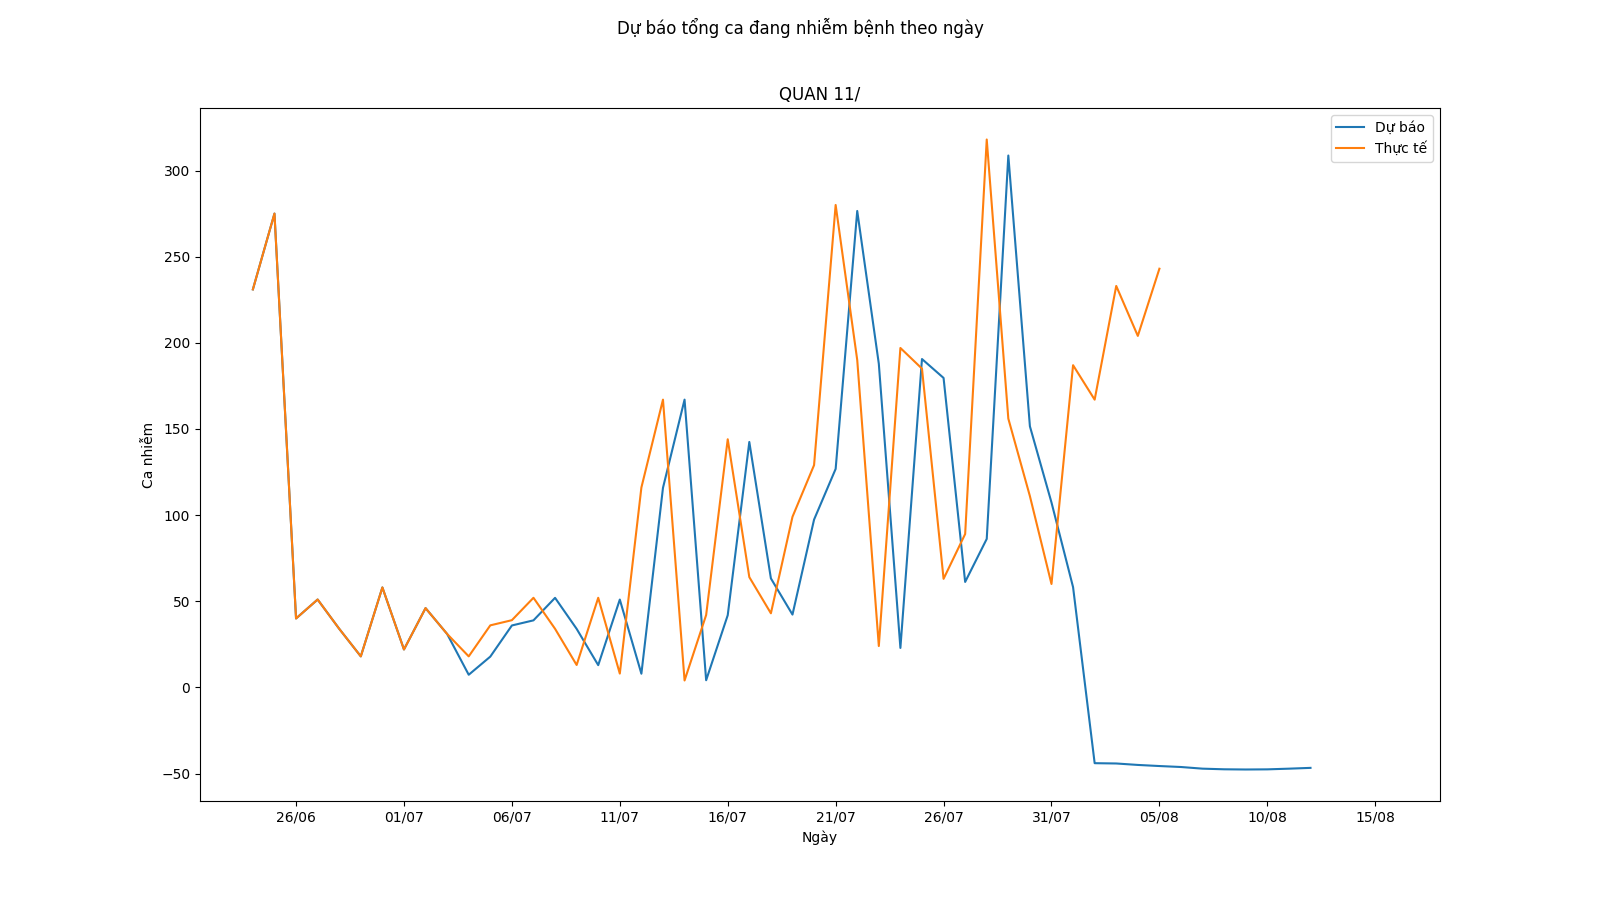 Dự báo tổng ca đang nhiễm bệnh theo ngày
QUAN 11/
Dự báo
Thực tế
300
250
200
150
100
50
0
−50
Ca nhiễm
26/06 01/07 06/07 11/07 16/07 21/07 26/07 31/07 05/08 10/08 15/08
Ngày